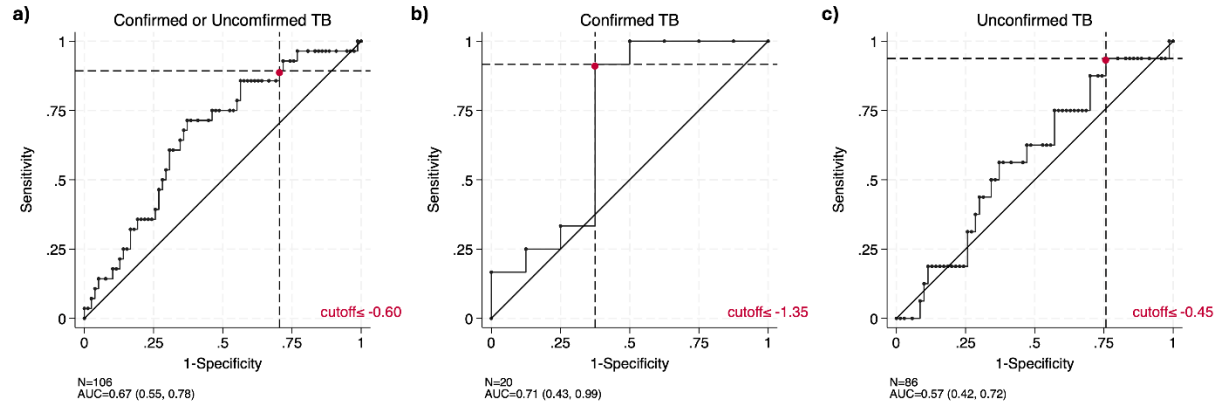 a)
Confirmed or Uncomfirmed TB
1
.75
.5
.25
0
Sensitivity
cutoff≤ -0.60
0 .25 .5 .75 1
1-Specificity
N=106
AUC=0.67 (0.55, 0.78)
b)
Confirmed TB
1
.75
.5
.25
0
Sensitivity
cutoff≤ -1.35
0 .25 .5 .75 1
1-Specificity
N=20
AUC=0.71 (0.43, 0.99)
c)
Unconfirmed TB
1
.75
.5
.25
0
Sensitivity
cutoff≤ -0.45
0 .25 .5 .75 1
1-Specificity
N=86
AUC=0.57 (0.42, 0.72)